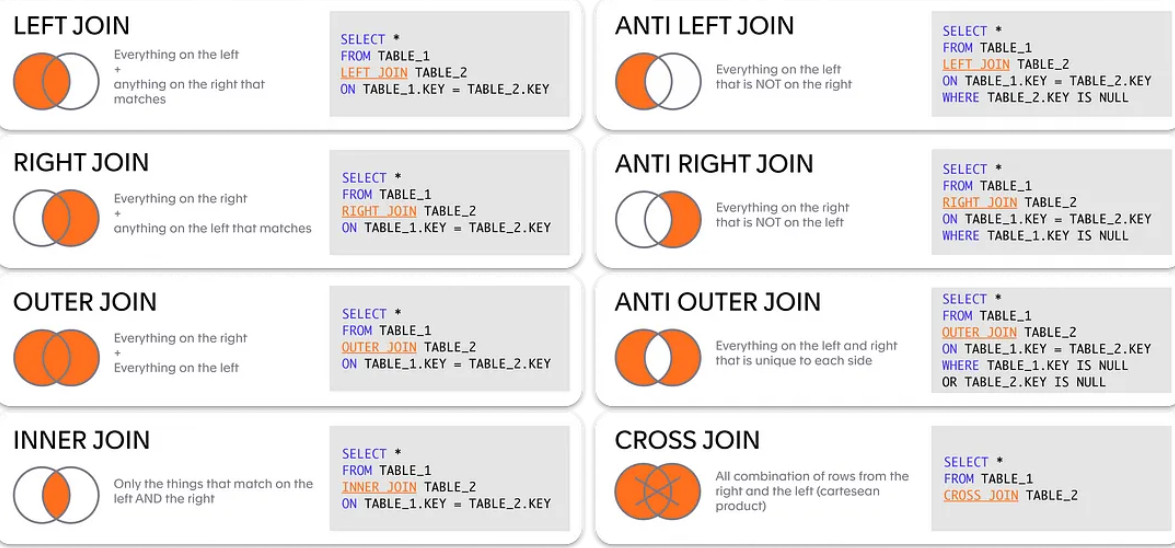 LEFT JOIN
Everything on the left
+
anything on the right that
matches
SELECT *
FROM TABLE_1
LEFT JOIN TABLE_2
ON TABLE_1.KEY = TABLE_2.KEY
ANTI LEFT JOIN
Everything on the left
that is NOT on the right
SELECT *
FROM TABLE_1
LEFT JOIN TABLE_2
ON TABLE_1.KEY = TABLE_2.KEY
WHERE TABLE_2.KEY IS NULL
RIGHT JOIN
Everything on the right
+
anything on the left that matches
SELECT *
FROM TABLE_1
RIGHT JOIN TABLE_2
ON TABLE_1.KEY = TABLE_2.KEY
ANTI RIGHT JOIN
Everything on the right
that is NOT on the left
SELECT *
FROM TABLE_1
RIGHT JOIN TABLE_2
ON TABLE_1.KEY = TABLE_2.KEY
WHERE TABLE_1.KEY IS NULL
OUTER JOIN
Everything on the right
+
Everything on the left
SELECT *
FROM TABLE_1
OUTER JOIN TABLE_2
ON TABLE_1.KEY = TABLE_2.KEY
ANTI OUTER JOIN
Everything on the left and right
that is unique to each side
SELECT *
FROM TABLE_1
OUTER JOIN TABLE_2
ON TABLE_1.KEY = TABLE_2.KEY
WHERE TABLE_1.KEY IS NULL
OR TABLE_2.KEY IS NULL
INNER JOIN
Only the things that match on the
left AND the right
SELECT *
FROM TABLE_1
INNER JOIN TABLE_2
ON TABLE_1.KEY = TABLE_2.KEY
CROSS JOIN
All combination of rows from the
right and the left (cartesean
product)
SELECT *
FROM TABLE_1
CROSS JOIN TABLE_2